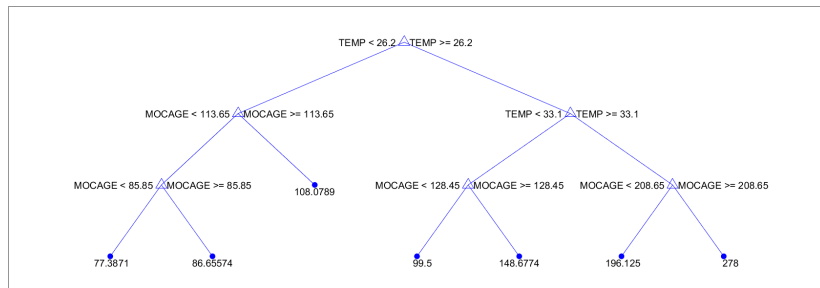 TEMP < 26.2 TEMP >= 26.2
MOCAGE < 113.65 MOCAGE >= 113.65 TEMP < 33.1 TEMP >= 33.1
MOCAGE < 85.85 MOCAGE >= 85.85 108.0789 MOCAGE < 128.45 MOCAGE >= 128.45 MOCAGE < 208.65 MOCAGE >= 208.65
77.3871 86.65574 99.5 148.6774 196.125 278